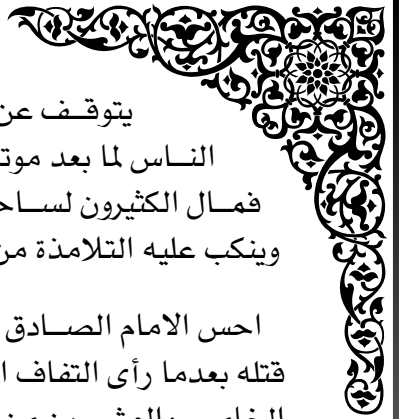 يتوقف عن
الناس لما بعد موت
فمال الكثيرون لسا
وينكب عليه التلامذة من
احس الامام الصادق
قتله بعدما رأى التفاف ا